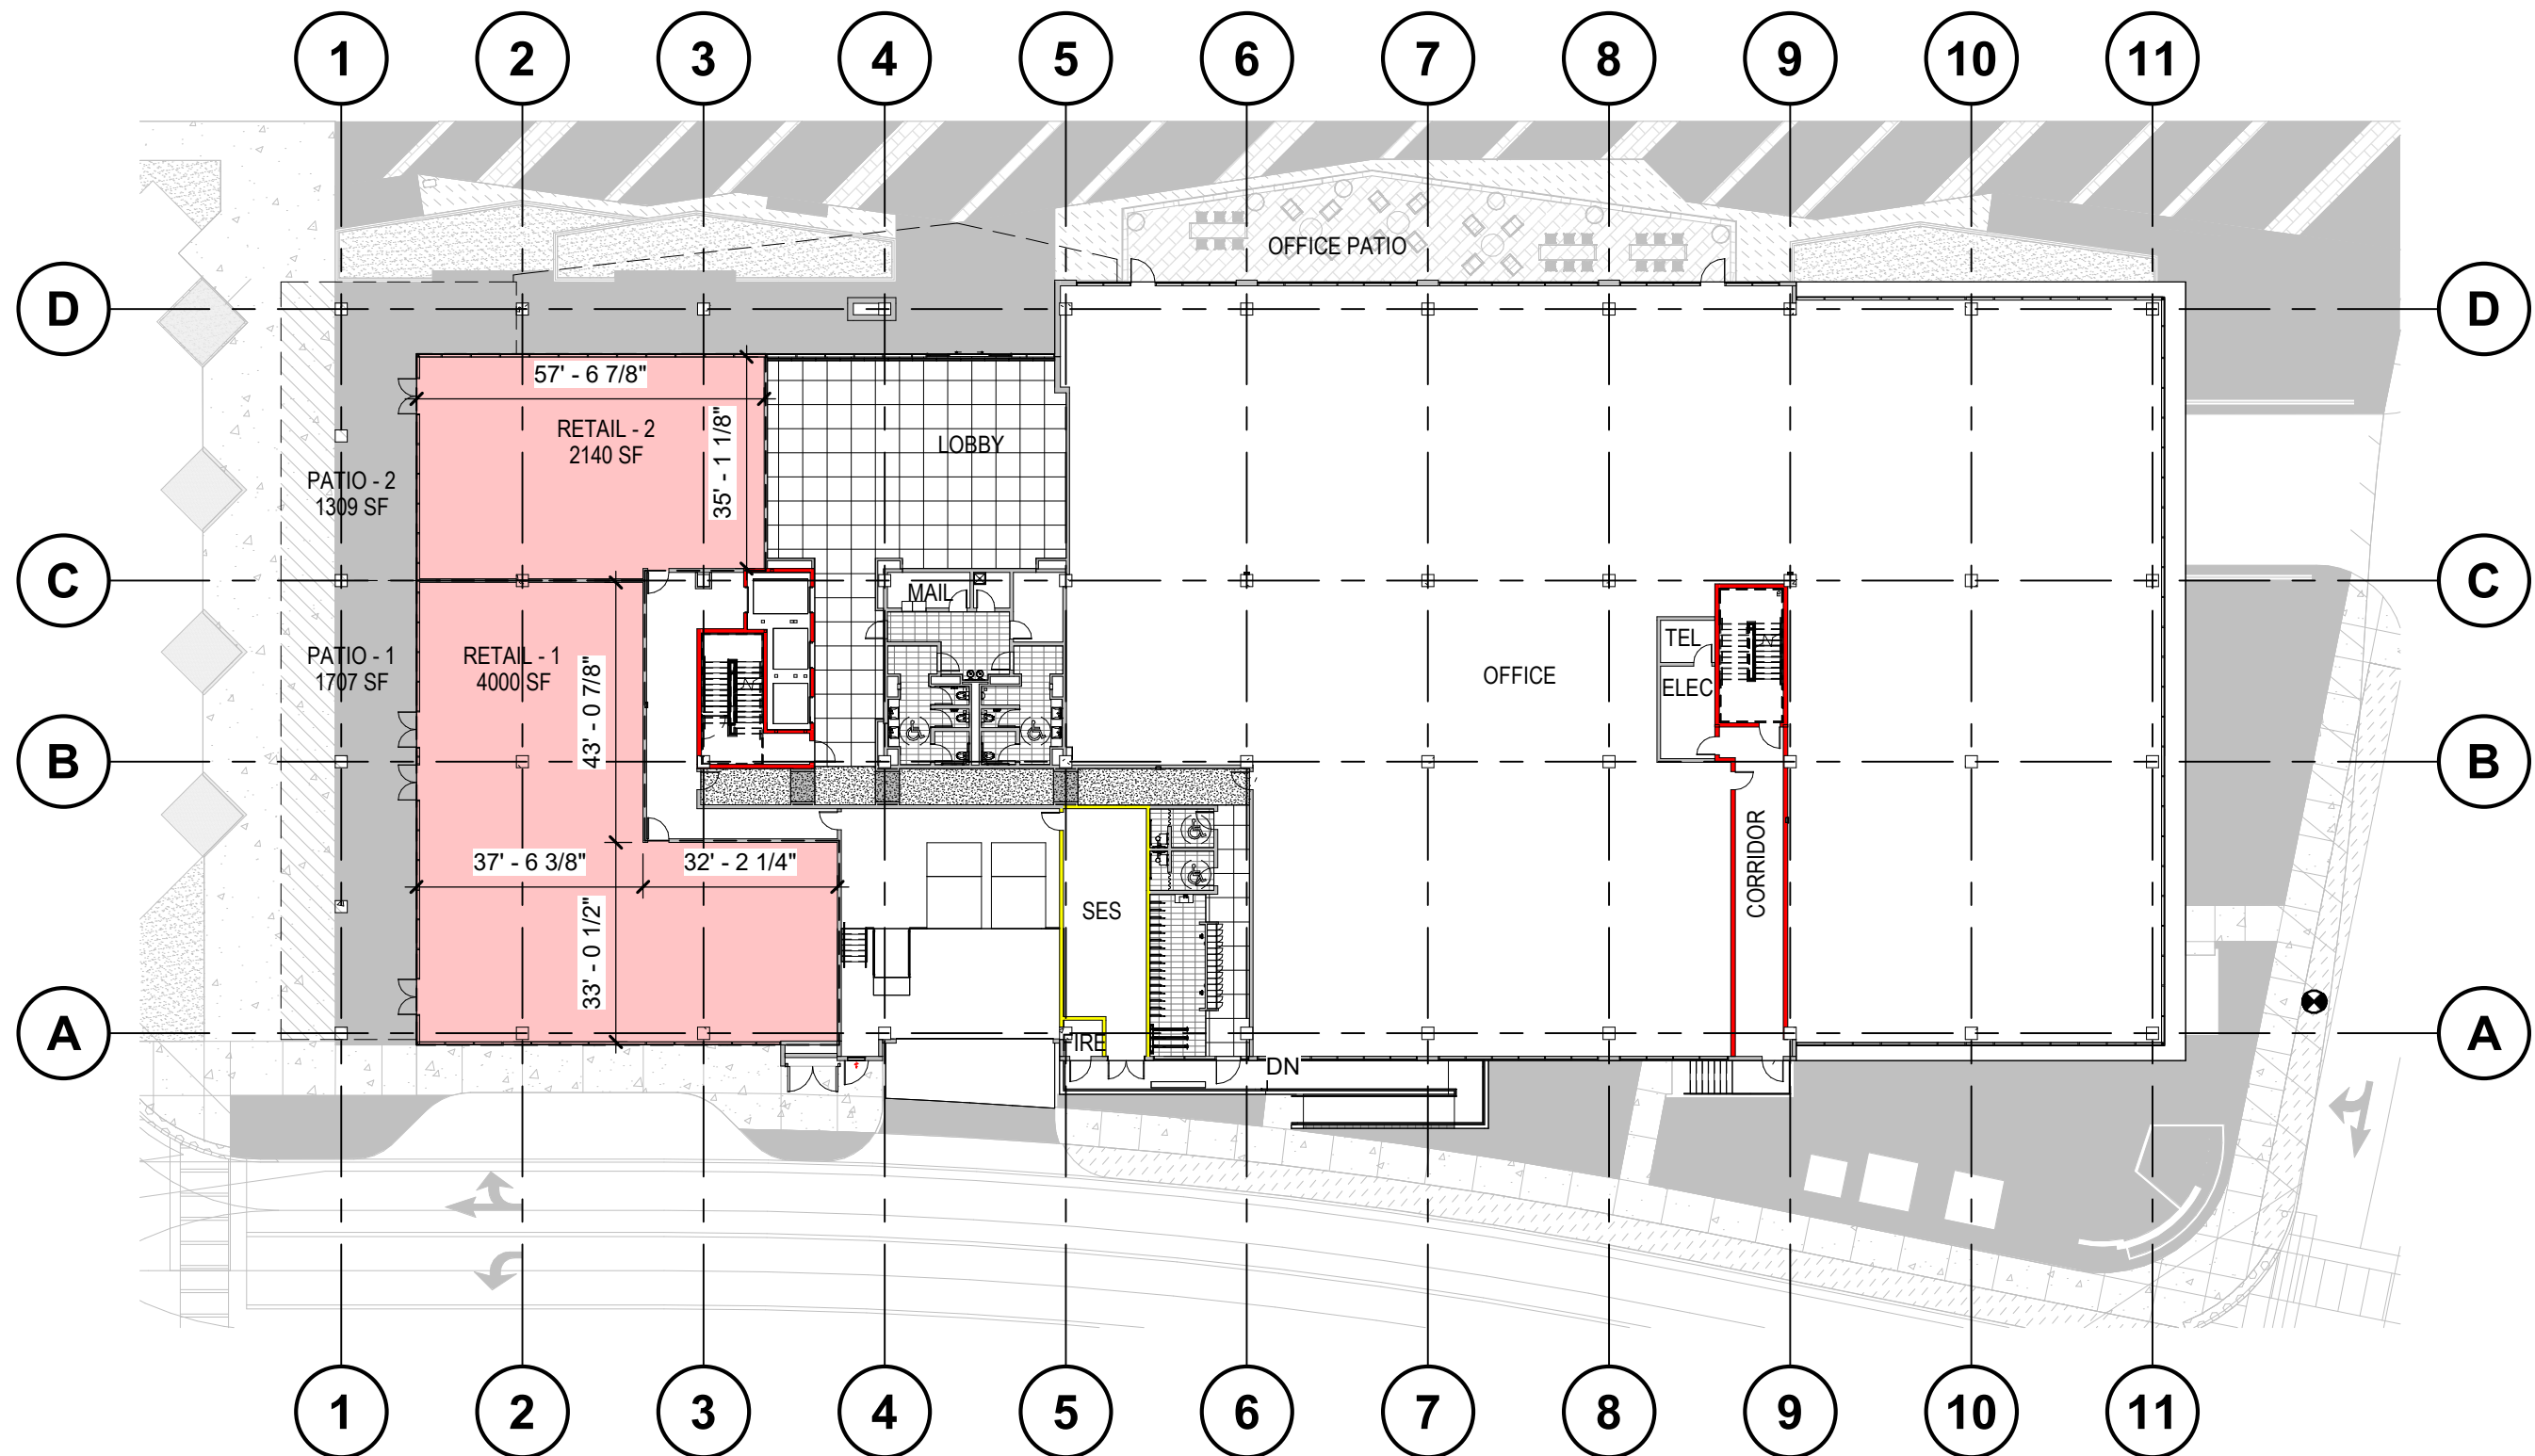 1 2 3 4 5 6 7 8 9 10 11
OFFICE PATIO
D D
57' - 6 7/8"
RETAIL - 2
2140 SF
35' - 1 1/8"
LOBBY
PATIO - 2
1309 SF
C C
MAIL
TEL
PATIO - 1
1707 SF
RETAIL - 1
4000 SF
43' - 0 7/8"
OFFICE
ELEC
B B
37' - 6 3/8"
32' - 2 1/4"
CORRIDOR
SES
33' - 0 1/2"
A A
FIRE
DN
1 2 3 4 5 6 7 8 9 10 11